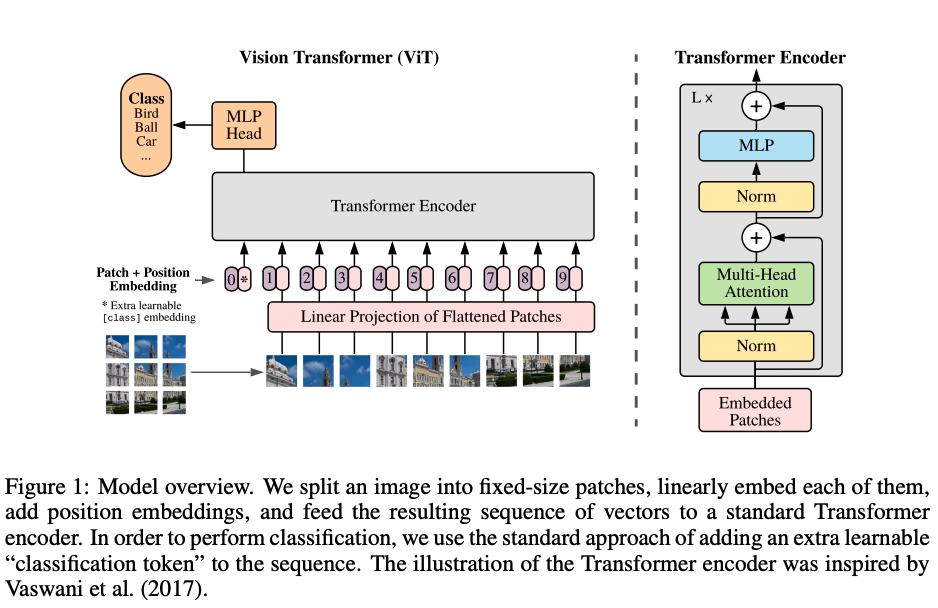 Vision Transformer (ViT)
Class
Bird
Ball
Car
...
MLP
Head
Transformer Encoder
Patch + Position
Embedding
* Extra learnable
[class] embedding
0 * 1 2 3 4 5 6 7 8 9
Linear Projection of Flattened Patches
Transformer Encoder
L ×
+
MLP
Norm
+
Multi-Head
Attention
Norm
Embedded
Patches
Figure 1: Model overview. We split an image into fixed-size patches, linearly embed each of them,
add position embeddings, and feed the resulting sequence of vectors to a standard Transformer
encoder. In order to perform classification, we use the standard approach of adding an extra learnable
“classification token” to the sequence. The illustration of the Transformer encoder was inspired by
Vaswani et al. (2017).